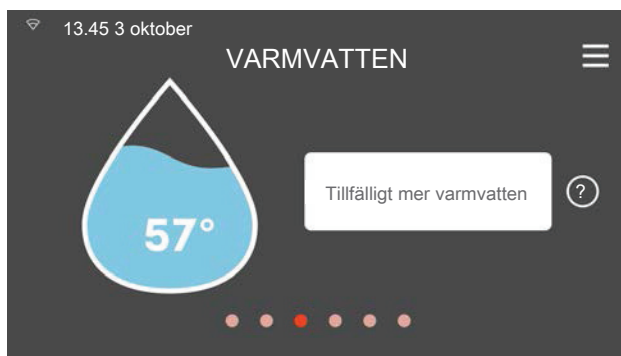 13.45 3 oktober
VARMVATTEN
Tillfälligt mer varmvatten
?
57°